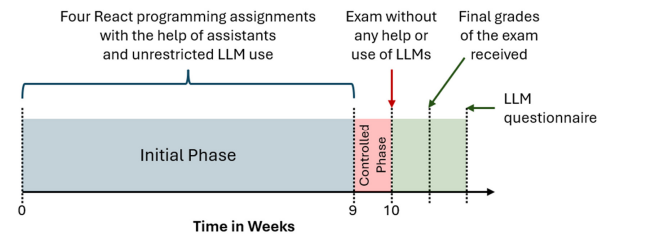 Four React programming assignments
with the help of assistants
and unrestricted LLM use
Exam without
any help or
use of LLMs
Final grades
of the exam
received
LLM
questionnaire
Initial Phase
Controlled
Phase
0
9
10
Time in Weeks